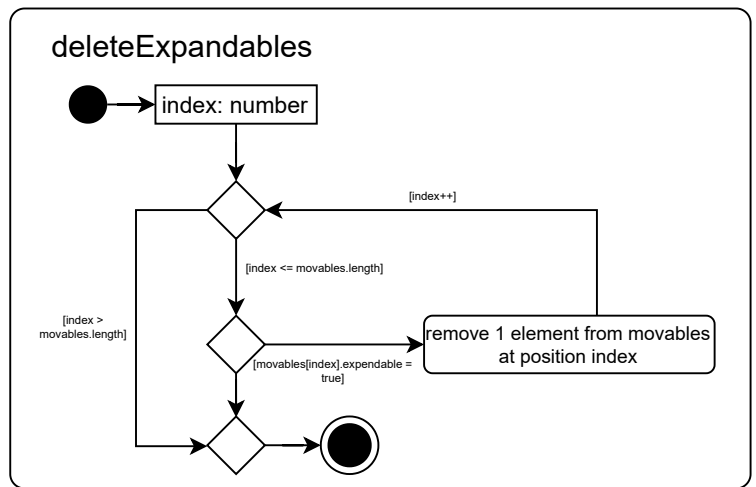 deleteExpandables
index: number
[index++]
[index <= movables.length]
[index >
movables.length]
remove 1 element from movables
at position index
[movables[index].expendable =
true]